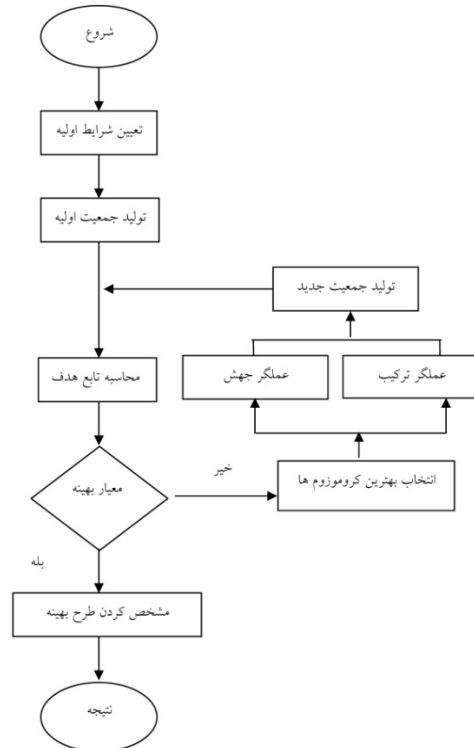 شروع
تعیین شرایط اولیه
تولید جمعیت اولیه
تولید جمعیت جدید
محاسبه تابع هدف
عملگر جهش
عملگر ترکیب
معیار بهینه
خیر
انتخاب بهترین کروموزوم ها
بله
مشخص کردن طرح بهینه
نتیجه